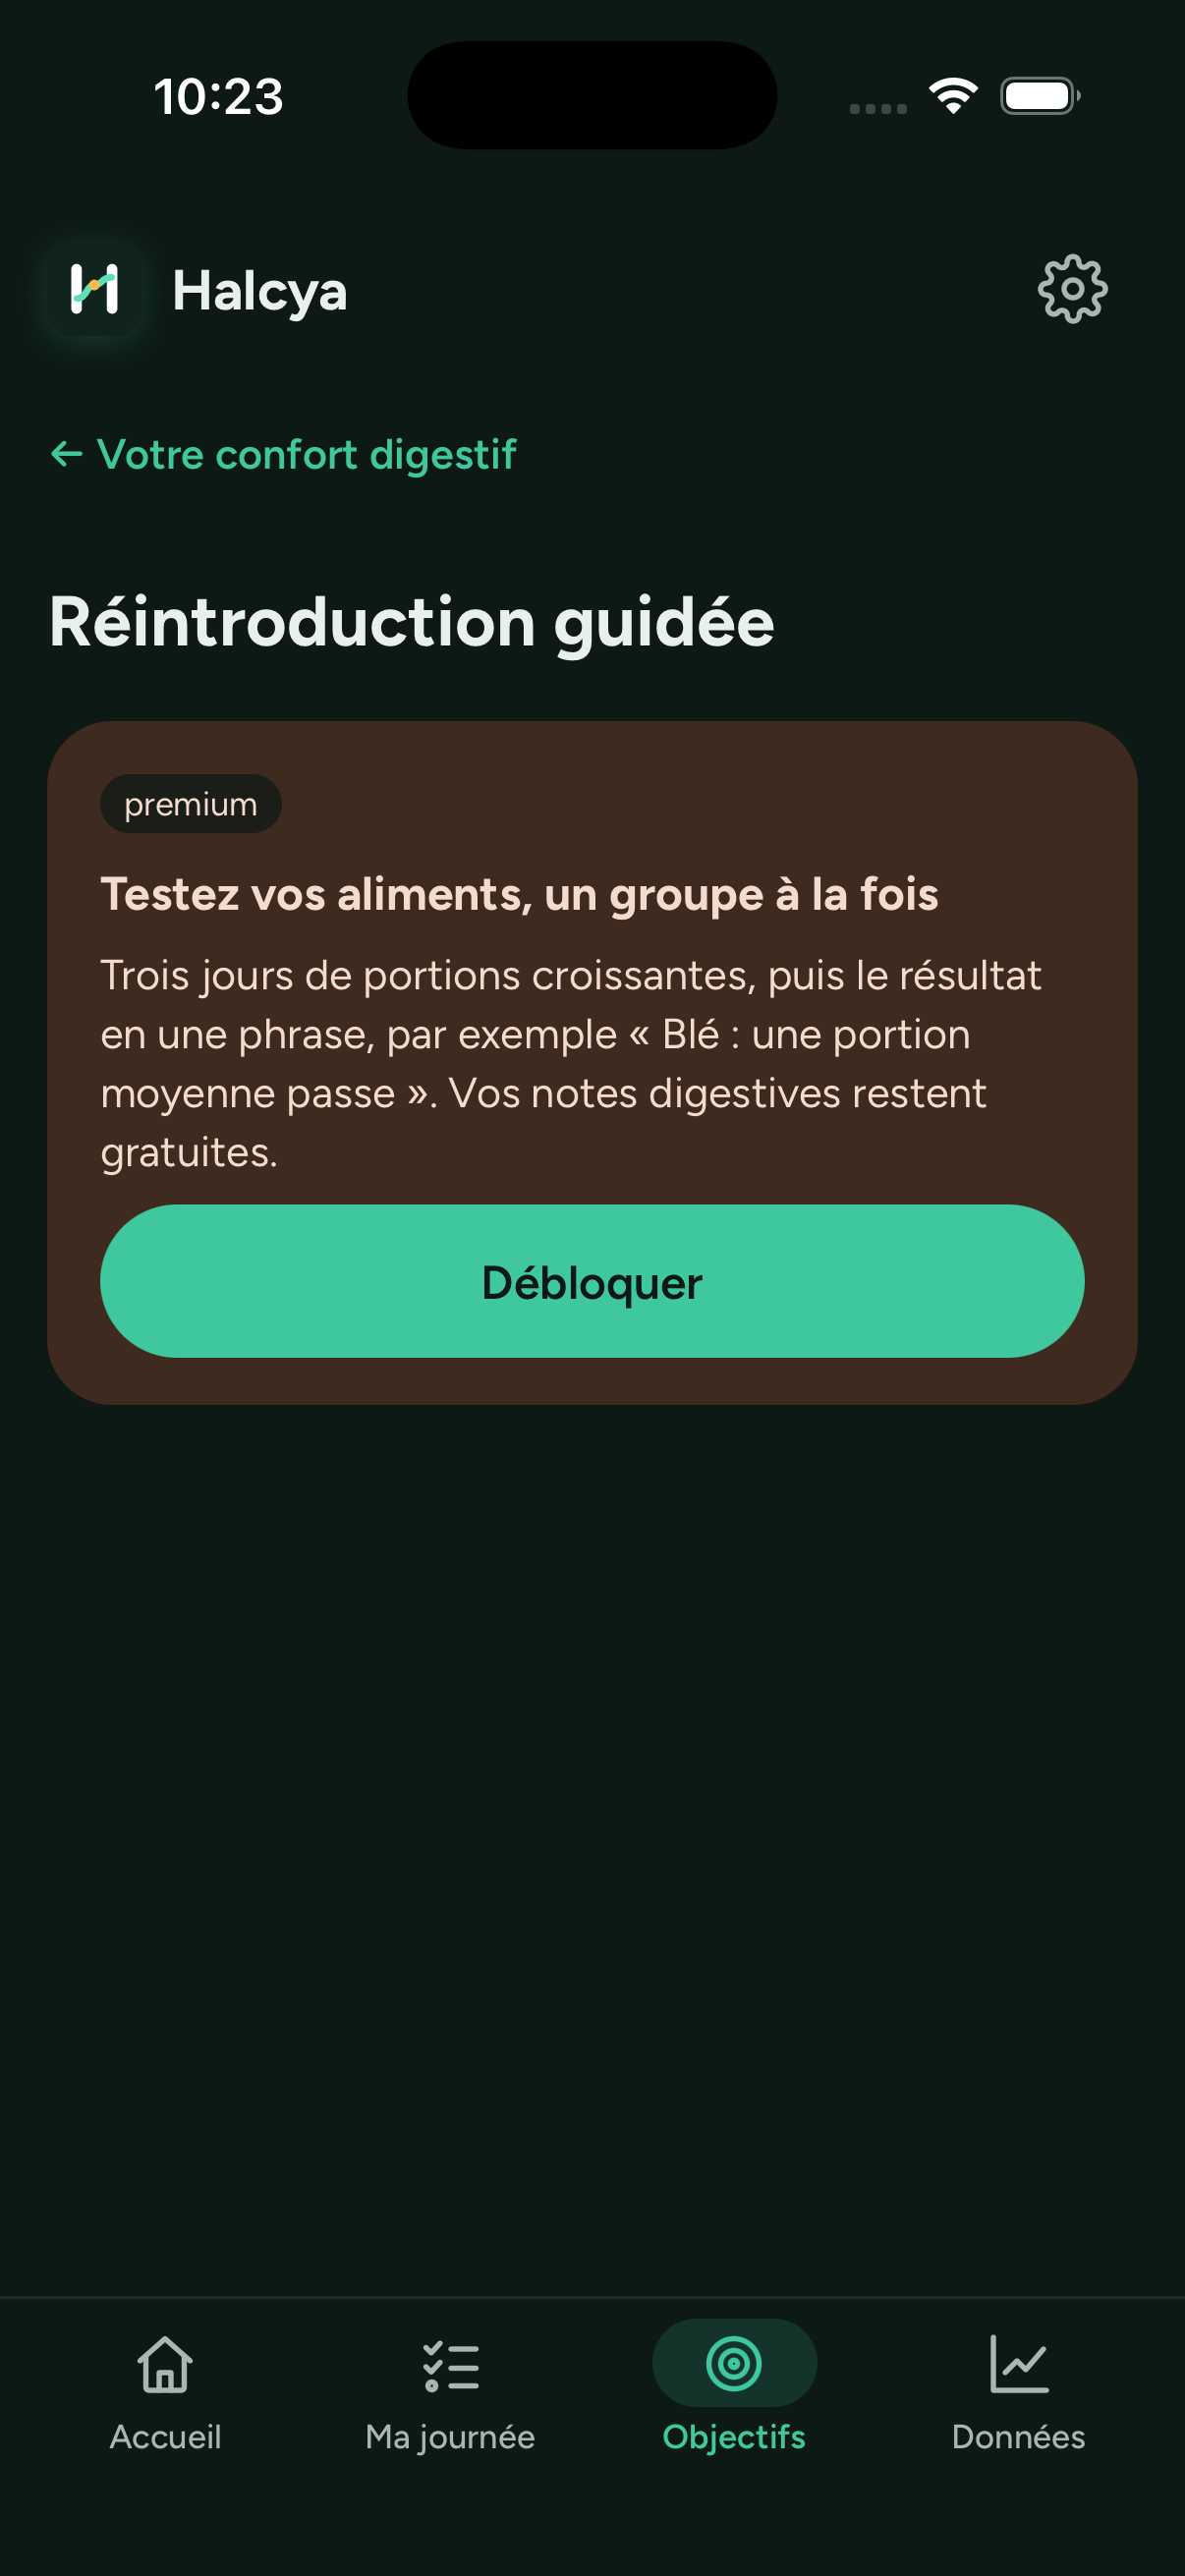 10:23
Halcya
← Votre confort digestif
Réintroduction guidée
premium
Testez vos aliments, un groupe à la fois
Trois jours de portions croissantes, puis le résultat
en une phrase, par exemple « Blé : une portion
moyenne passe ». Vos notes digestives restent
gratuites.
Débloquer
Accueil
Ma journée
Objectifs
Données